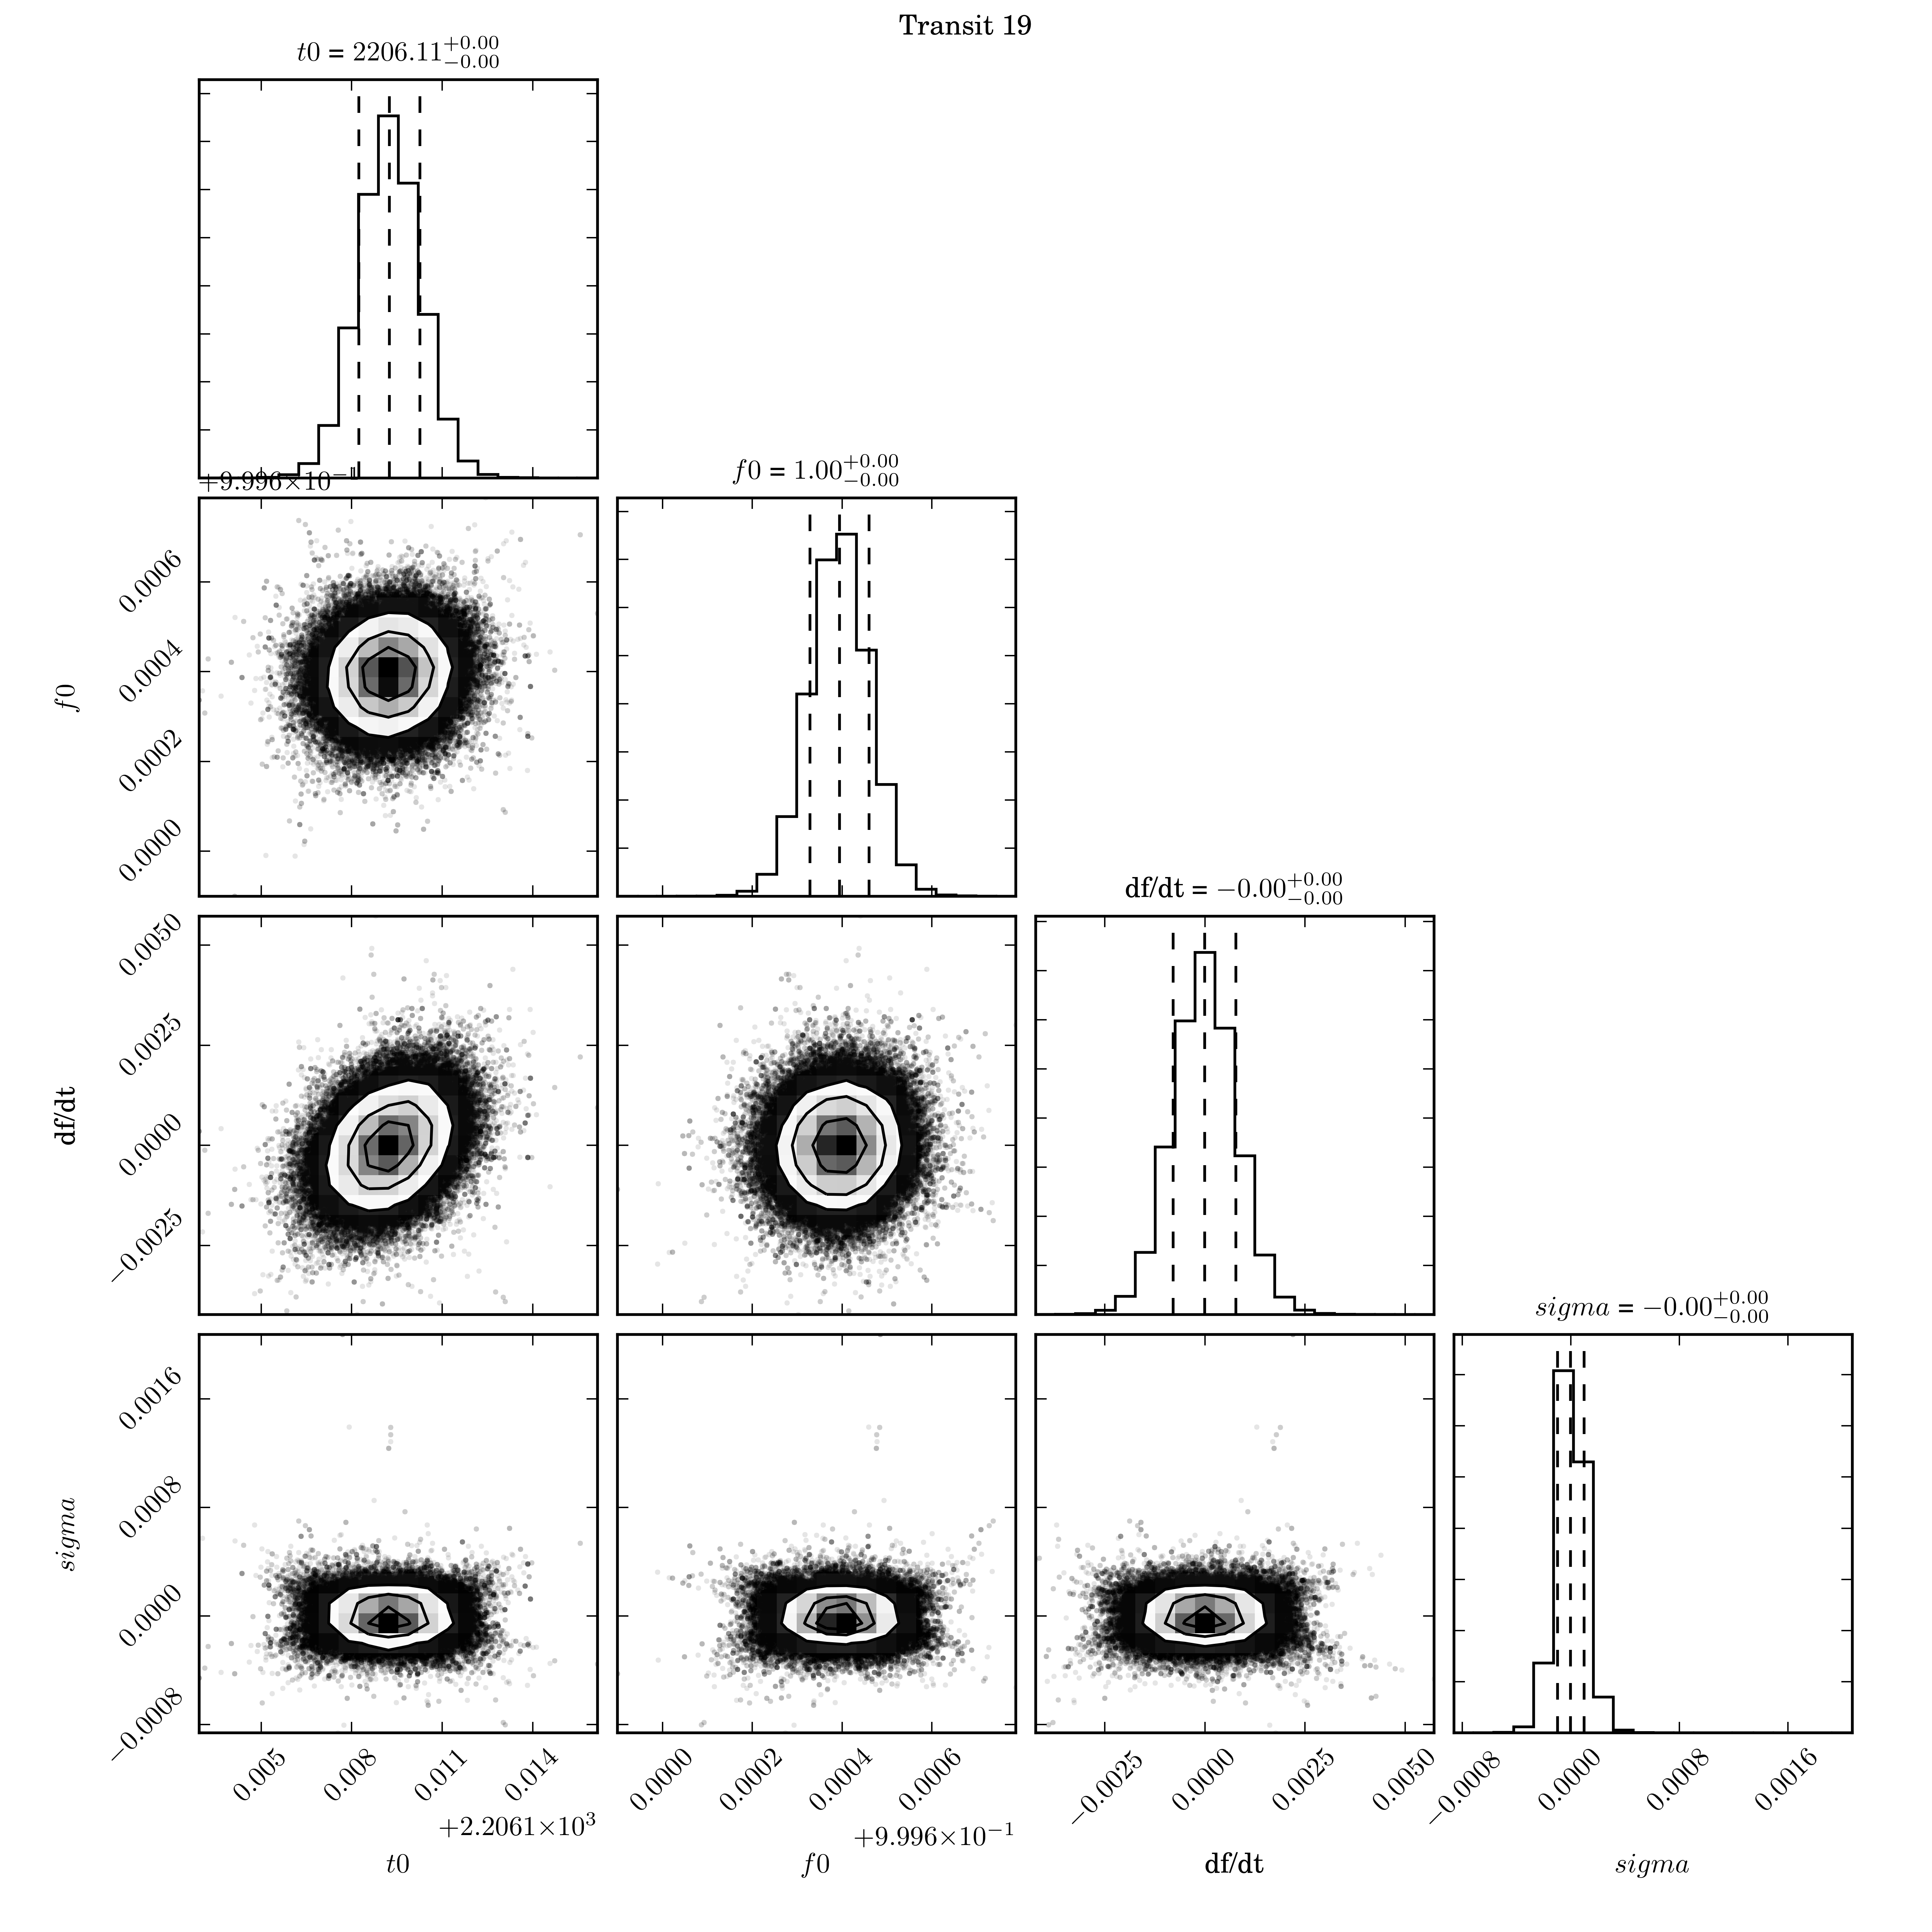 Transit 19
t0 = 2206.11+0.00 −0.00
+9.996×10−1
f0 = 1.00+0.00 −0.00
0.0006
0.0004
0.0002
0.0000
f0
df/dt = −0.00+0.00 −0.00
0.0050
0.0025
0.0000
−0.0025
df/dt
sigma = −0.00+0.00 −0.00
0.0016
0.0008
0.0000
−0.0008
sigma
0.005 0.008 0.011 0.014 0.0000 0.0002 0.0004 0.0006 −0.0025 0.0000 0.0025 0.0050 −0.0008 0.0000 0.0008 0.0016
+2.2061×103 +9.996×10−1
t0 f0 df/dt sigma